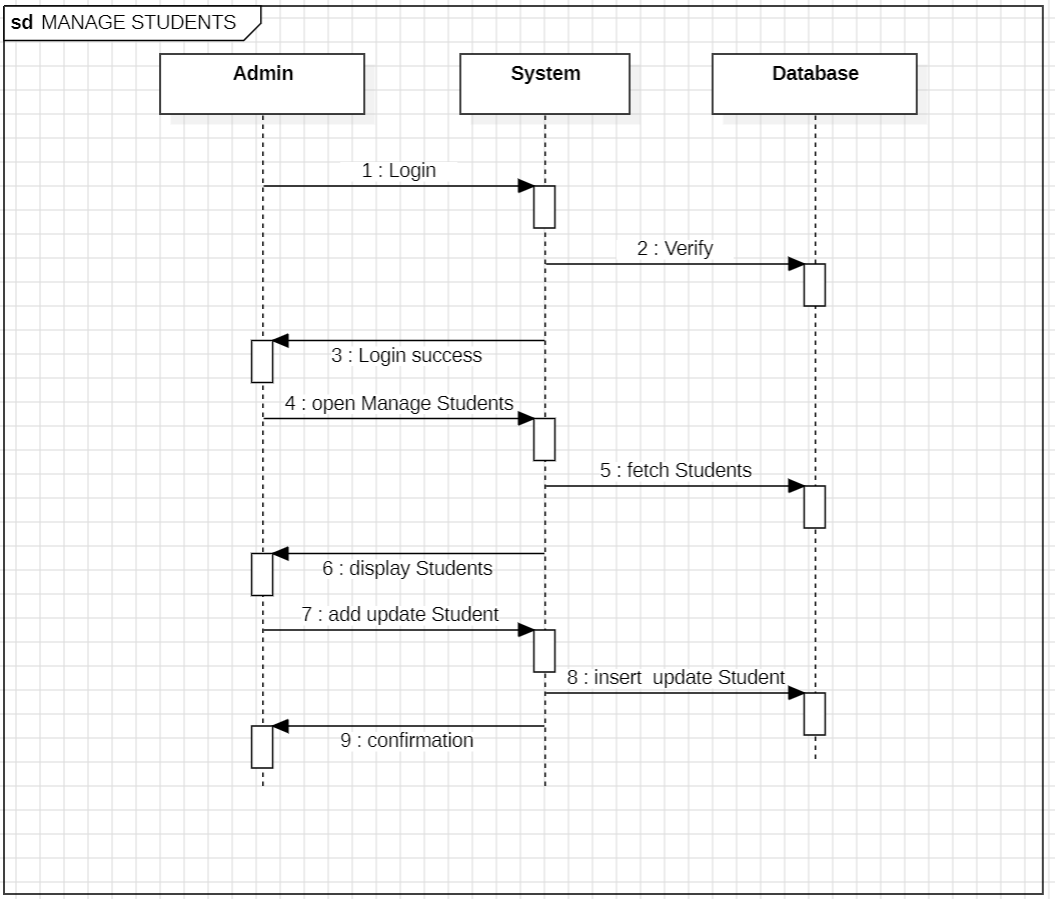 sd MANAGE STUDENTS
Admin
System
Database
1 : Login
2 : Verify
3 : Login success
4 : open Manage Students
5 : fetch Students
6 : display Students
7 : add update Student
8 : insert  update Student
9 : confirmation